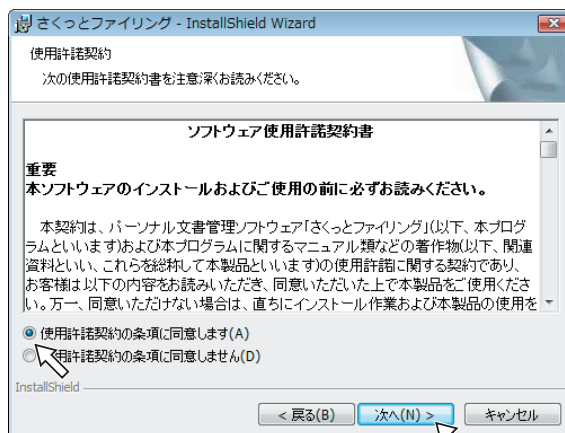 さくっとファイリング - InstallShield Wizard
使用許諾契約
次の使用許諾契約書を注意深くお読みください。
ソフトウェア使用許諾契約書
重要
本ソフトウェアのインストールおよびご使用の前に必ずお読みください。
本契約は、パーソナル文書管理ソフトウェア「さくっとファイリング」(以下、本プログ
ラムといいます)および本プログラムに関するマニュアル類などの著作物(以下、関連
資料といい、これらを総称して本製品といいます)の使用許諾に関する契約であり、
お客様は以下の内容をお読みいただき、同意いただいた上で本製品をご使用くださ
い。万一、同意いただけない場合は、直ちにインストール作業および本製品の使用を
使用許諾契約の条項に同意します(A)
用許諾契約の条項に同意しません(D)
InstallShield
< 戻る(B)
次へ(N) >
キャンセル